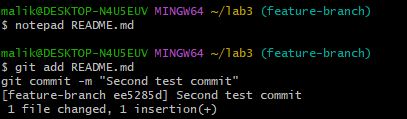 malik@DESKTOP-N4U5EUV MINGW64 ~/lab3 (feature-branch)
$ notepad README.md
malik@DESKTOP-N4U5EUV MINGW64 ~/lab3 (feature-branch)
$ git add README.md
git commit -m "Second test commit"
[feature-branch ee5285d] Second test commit
 1 file changed, 1 insertion(+)